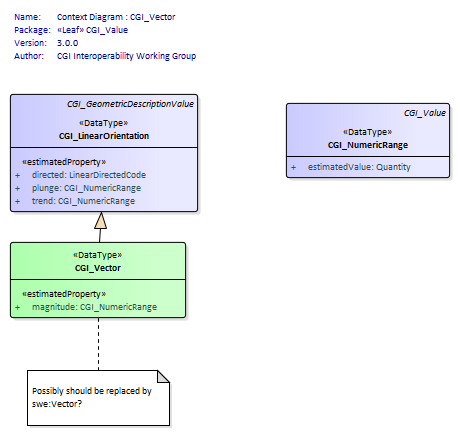 Name: Context Diagram : CGI_Vector
Package: «Leaf» CGI_Value
Version: 3.0.0
Author: CGI Interoperability Working Group
CGI_GeometricDescriptionValue
«DataType»
CGI_LinearOrientation
«estimatedProperty»
+ directed: LinearDirectedCode
+ plunge: CGI_NumericRange
+ trend: CGI_NumericRange
CGI_Value
«DataType»
CGI_NumericRange
+ estimatedValue: Quantity
«DataType»
CGI_Vector
«estimatedProperty»
+ magnitude: CGI_NumericRange
Possibly should be replaced by
swe:Vector?